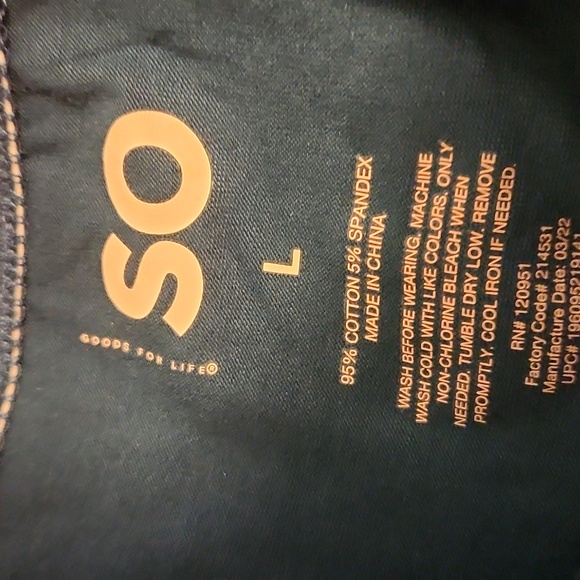 SO
GOODS FOR LIFE®
L
95% COTTON 5% SPANDEX
MADE IN CHINA
WASH BEFORE WEARING, MACHINE
WASH COLD WITH LIKE COLORS, ONLY
NON-CHLORINE BLEACH WHEN
NEEDED. TUMBLE DRY LOW. REMOVE
PROMPTLY. COOL IRON IF NEEDED.
RN# 120951
Factory Code# 214531
Manufacture Date: 03/22
UPC#